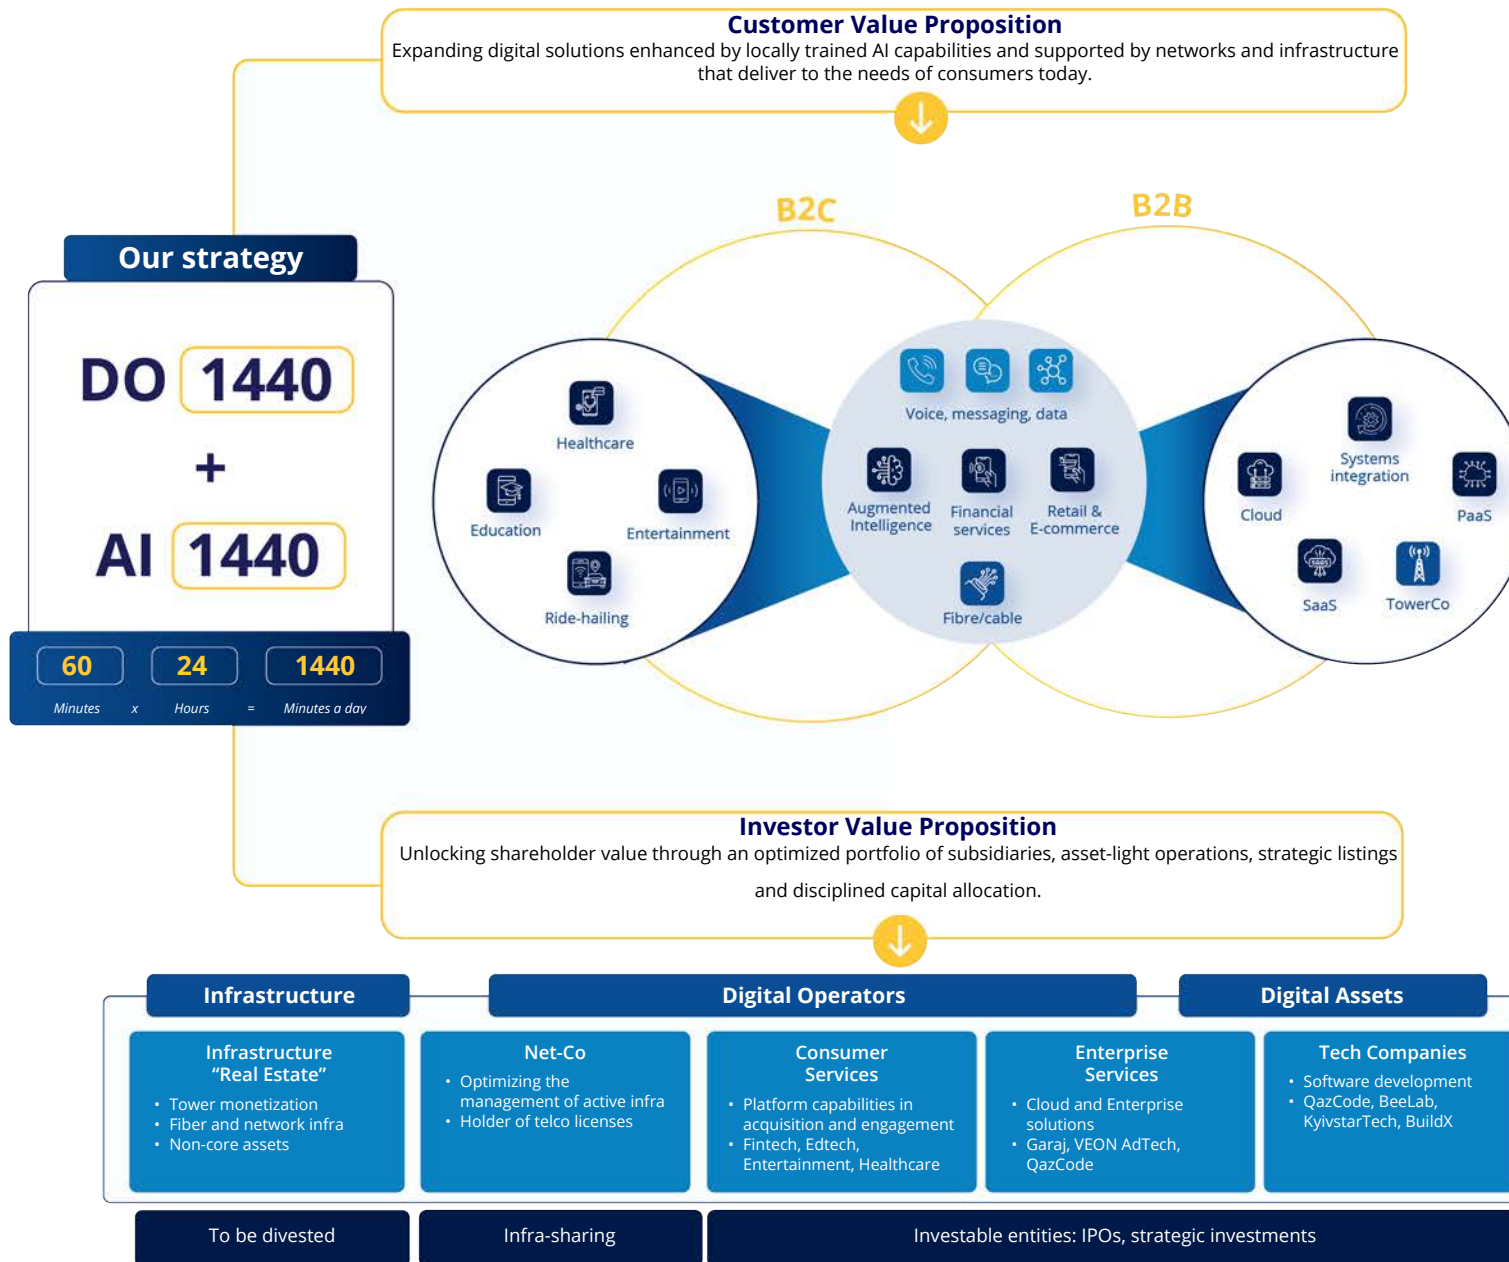 Customer Value Proposition
Expanding digital solutions enhanced by locally trained AI capabilities and supported by networks and infrastructure
that deliver to the needs of consumers today.
B2C
B2B
Our strategy
DO 1440
+
AI 1440
60
24
1440
Minutes x Hours = Minutes a day
Healthcare
Education
Entertainment
Ride-hailing
Voice, messaging, data
Augmented
Intelligence
Financial
services
Retail &
E-commerce
Fibre/cable
Systems
integration
Cloud
PaaS
SaaS
TowerCo
Investor Value Proposition
Unlocking shareholder value through an optimized portfolio of subsidiaries, asset-light operations, strategic listings
and disciplined capital allocation.
Infrastructure
Digital Operators
Digital Assets
Infrastructure
“Real Estate”
• Tower monetization
• Fiber and network infra
• Non-core assets
Net-Co
• Optimizing the
management of active infra
• Holder of telco licenses
Consumer
Services
• Platform capabilities in
acquisition and engagement
• Fintech, Edtech,
Entertainment, Healthcare
Enterprise
Services
• Cloud and Enterprise
solutions
• Garaj, VEON AdTech,
QazCode
Tech Companies
• Software development
• QazCode, BeeLab,
KyivstarTech, BuildX
To be divested
Infra-sharing
Investable entities: IPOs, strategic investments